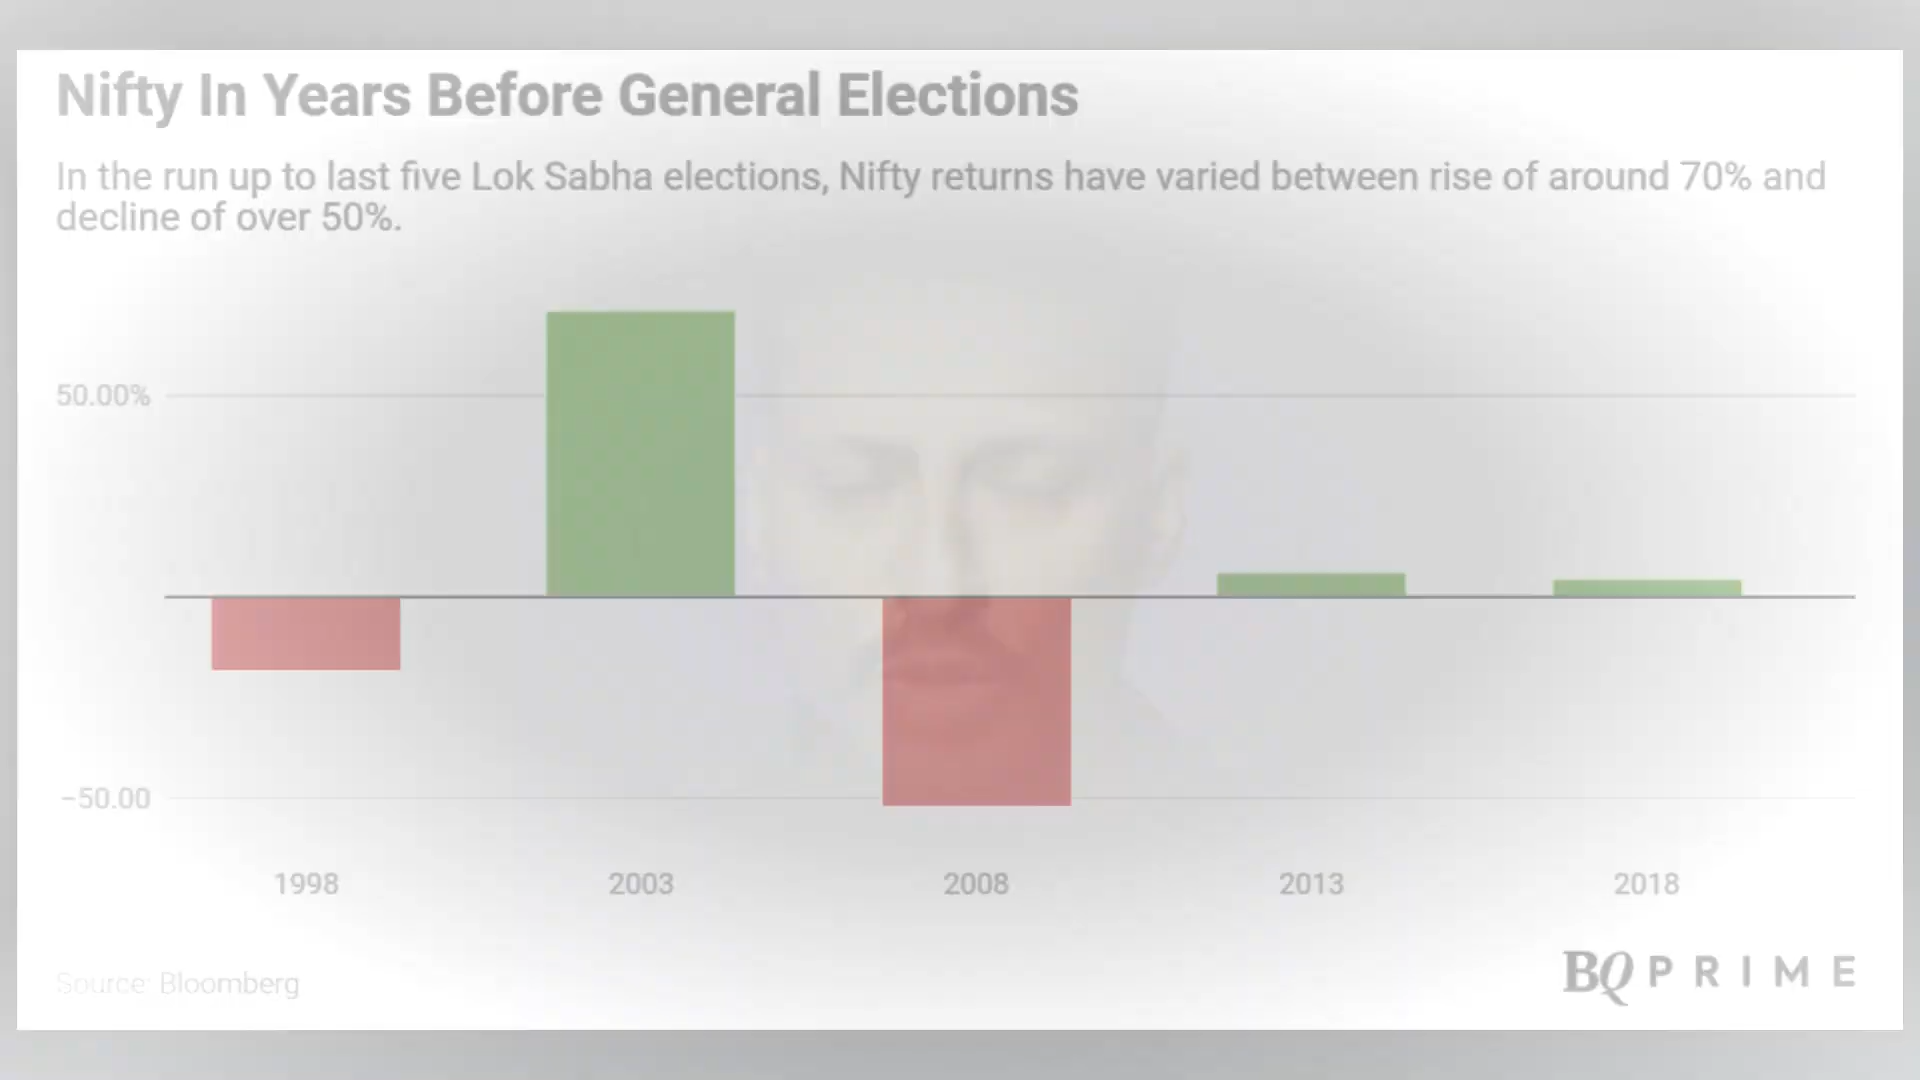 Nifty In Years Before General Elections
In the run up to last five Lok Sabha elections, Nifty returns have varied between rise of around 70% and
decline of over 50%.
50.00%
−50.00
1998 2003 2008 2013 2018
Source: Bloomberg
BQ PRIME